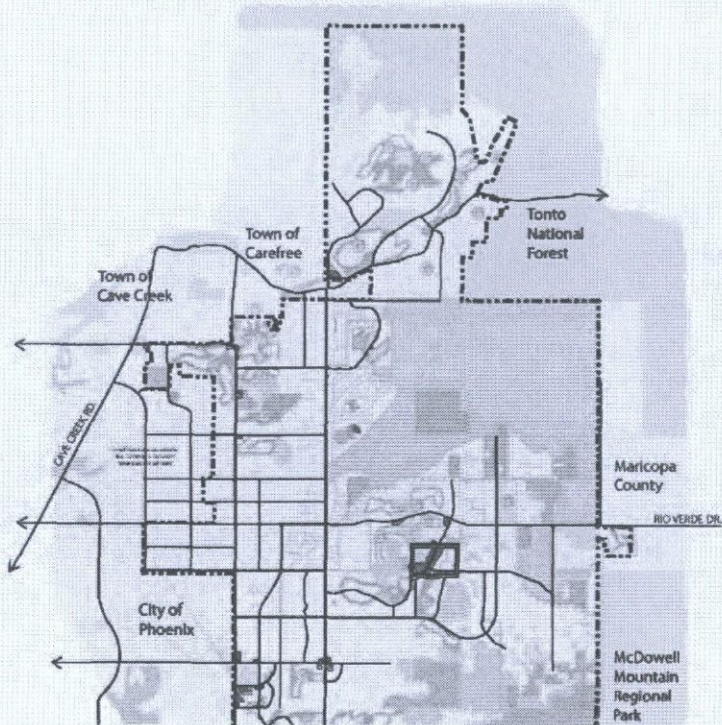 Town of
Carefree
Tonto
National
Forest
Town of
Cave Creek
CAVE CREEK RD.
Maricopa
County
RIO VERDE DR.
City of
Phoenix
McDowell
Mountain
Regional
Park